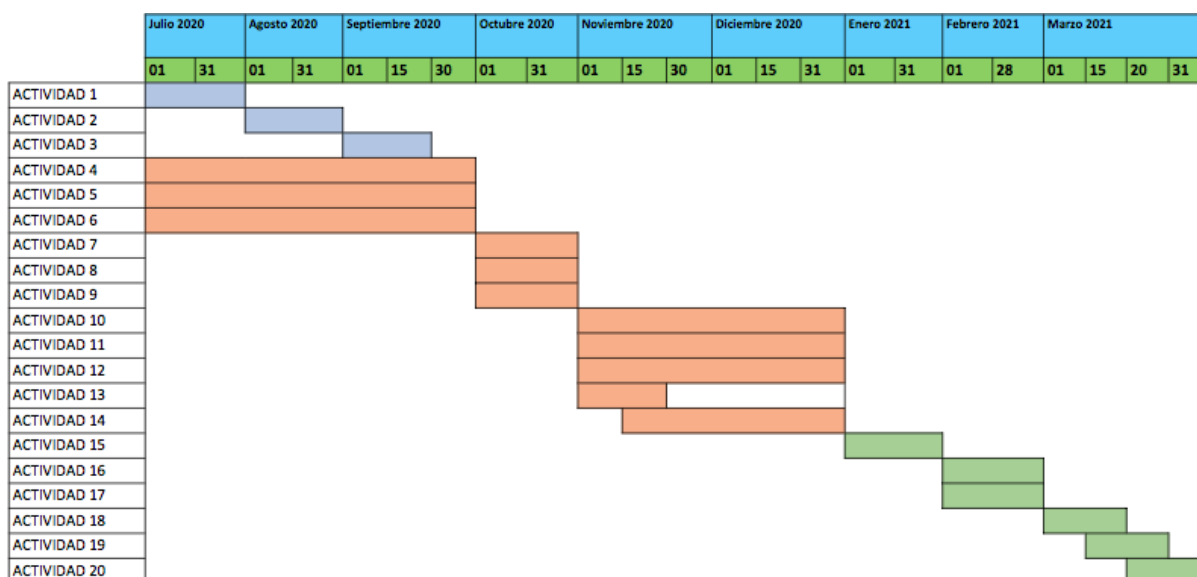 Julio 2020 Agosto 2020 Septiembre 2020 Octubre 2020 Noviembre 2020 Diciembre 2020 Enero 2021 Febrero 2021 Marzo 2021
01 31 01 31 01 15 30 01 31 01 15 30 01 15 31 01 31 01 28 01 15 20 31
ACTIVIDAD 1
ACTIVIDAD 2
ACTIVIDAD 3
ACTIVIDAD 4
ACTIVIDAD 5
ACTIVIDAD 6
ACTIVIDAD 7
ACTIVIDAD 8
ACTIVIDAD 9
ACTIVIDAD 10
ACTIVIDAD 11
ACTIVIDAD 12
ACTIVIDAD 13
ACTIVIDAD 14
ACTIVIDAD 15
ACTIVIDAD 16
ACTIVIDAD 17
ACTIVIDAD 18
ACTIVIDAD 19
ACTIVIDAD 20